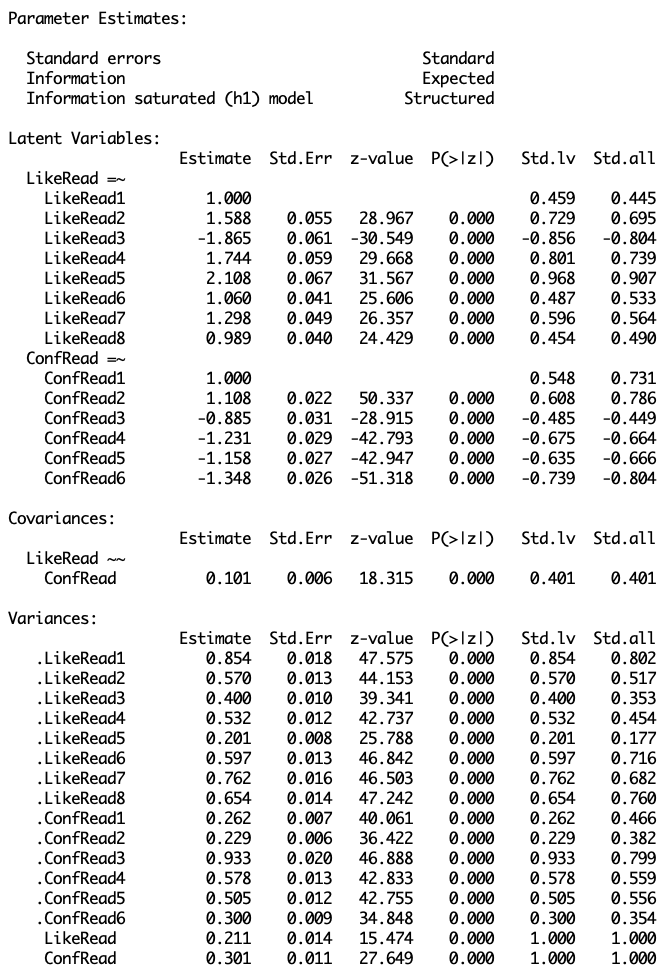 Parameter Estimates:
Standard errors Standard
Information Expected
Information saturated (h1) model Structured
Latent Variables:
Estimate Std.Err z-value P(>|z|) Std.lv Std.all
LikeRead =~
LikeRead1 1.000 0.459 0.445
LikeRead2 1.588 0.055 28.967 0.000 0.729 0.695
LikeRead3 -1.865 0.061 -30.549 0.000 -0.856 -0.804
LikeRead4 1.744 0.059 29.668 0.000 0.801 0.739
LikeRead5 2.108 0.067 31.567 0.000 0.968 0.907
LikeRead6 1.060 0.041 25.606 0.000 0.487 0.533
LikeRead7 1.298 0.049 26.357 0.000 0.596 0.564
LikeRead8 0.989 0.040 24.429 0.000 0.454 0.490
ConfRead =~
ConfRead1 1.000 0.548 0.731
ConfRead2 1.108 0.022 50.337 0.000 0.608 0.786
ConfRead3 -0.885 0.031 -28.915 0.000 -0.485 -0.449
ConfRead4 -1.231 0.029 -42.793 0.000 -0.675 -0.664
ConfRead5 -1.158 0.027 -42.947 0.000 -0.635 -0.666
ConfRead6 -1.348 0.026 -51.318 0.000 -0.739 -0.804
Covariances:
Estimate Std.Err z-value P(>|z|) Std.lv Std.all
LikeRead ~~
ConfRead 0.101 0.006 18.315 0.000 0.401 0.401
Variances:
Estimate Std.Err z-value P(>|z|) Std.lv Std.all
.LikeRead1 0.854 0.018 47.575 0.000 0.854 0.802
.LikeRead2 0.570 0.013 44.153 0.000 0.570 0.517
.LikeRead3 0.400 0.010 39.341 0.000 0.400 0.353
.LikeRead4 0.532 0.012 42.737 0.000 0.532 0.454
.LikeRead5 0.201 0.008 25.788 0.000 0.201 0.177
.LikeRead6 0.597 0.013 46.842 0.000 0.597 0.716
.LikeRead7 0.762 0.016 46.503 0.000 0.762 0.682
.LikeRead8 0.654 0.014 47.242 0.000 0.654 0.760
.ConfRead1 0.262 0.007 40.061 0.000 0.262 0.466
.ConfRead2 0.229 0.006 36.422 0.000 0.229 0.382
.ConfRead3 0.933 0.020 46.888 0.000 0.933 0.799
.ConfRead4 0.578 0.013 42.833 0.000 0.578 0.559
.ConfRead5 0.505 0.012 42.755 0.000 0.505 0.556
.ConfRead6 0.300 0.009 34.848 0.000 0.300 0.354
LikeRead 0.211 0.014 15.474 0.000 1.000 1.000
ConfRead 0.301 0.011 27.649 0.000 1.000 1.000